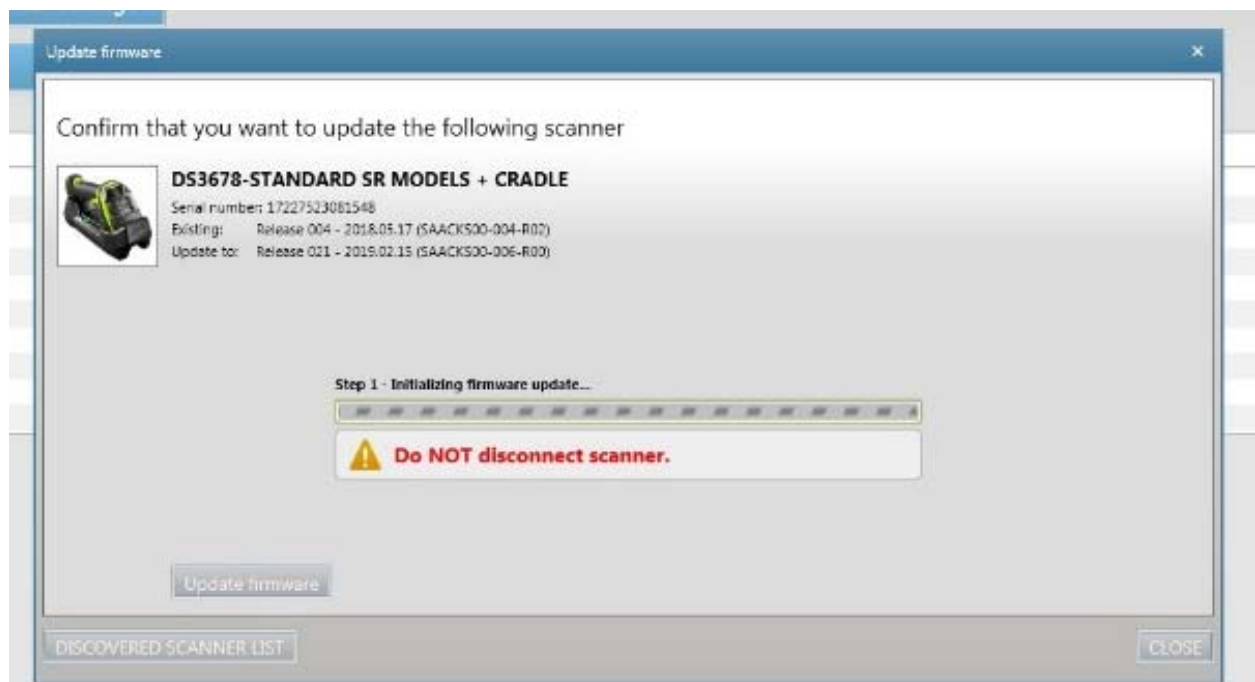 Update firmware
Confirm that you want to update the following scanner
DS3678-STANDARD SR MODELS + CRADLE
Serial number: 17227523081548
Existing: Release 004 - 2018.05.17 (SAACKS00-004-R02)
Update to: Release 021 - 2019.02.15 (SAACKS00-006-R00)
Step 1 - Initializing firmware update...
Do NOT disconnect scanner.
Update firmware
DISCOVERED SCANNER LIST
CLOSE